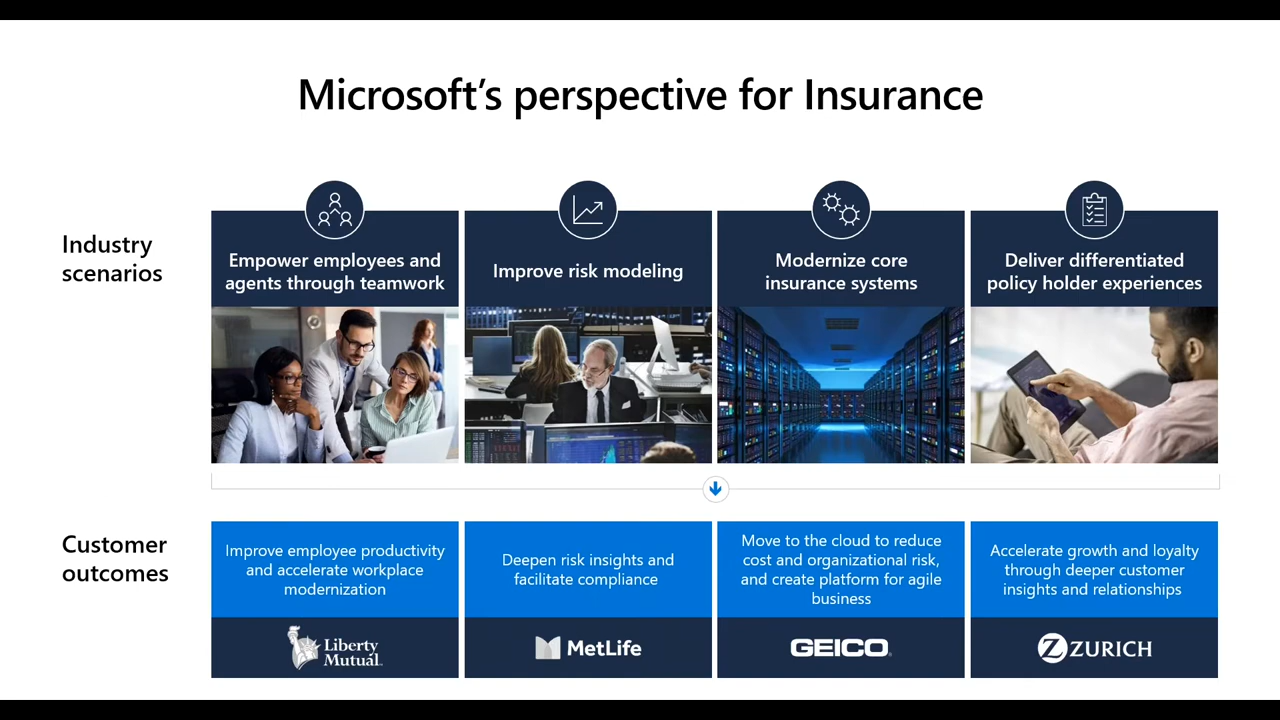 Microsoft's perspective for Insurance
Industry
scenarios
Empower employees and
agents through teamwork
Improve risk modeling
Modernize core
insurance systems
Deliver differentiated
policy holder experiences
Customer
outcomes
Improve employee productivity
and accelerate workplace
modernization
Deepen risk insights and
facilitate compliance
Move to the cloud to reduce
cost and organizational risk,
and create platform for agile
business
Accelerate growth and loyalty
through deeper customer
insights and relationships
Liberty
Mutual
MetLife
GEICO
ZURICH